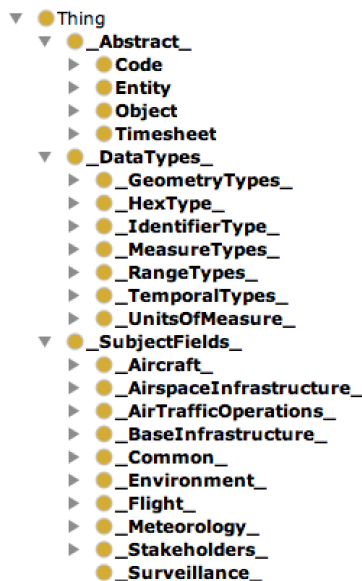 Thing
_Abstract_
Code
Entity
Object
Timesheet
_DataTypes_
_GeometryTypes_
_HexType_
_IdentifierType_
_MeasureTypes_
_RangeTypes_
_TemporalTypes_
_UnitsOfMeasure_
_SubjectFields_
_Aircraft_
_AirspaceInfrastructure_
_AirTrafficOperations_
_BaseInfrastructure_
_Common_
_Environment_
_Flight_
_Meteorology_
_Stakeholders_
_Surveillance_